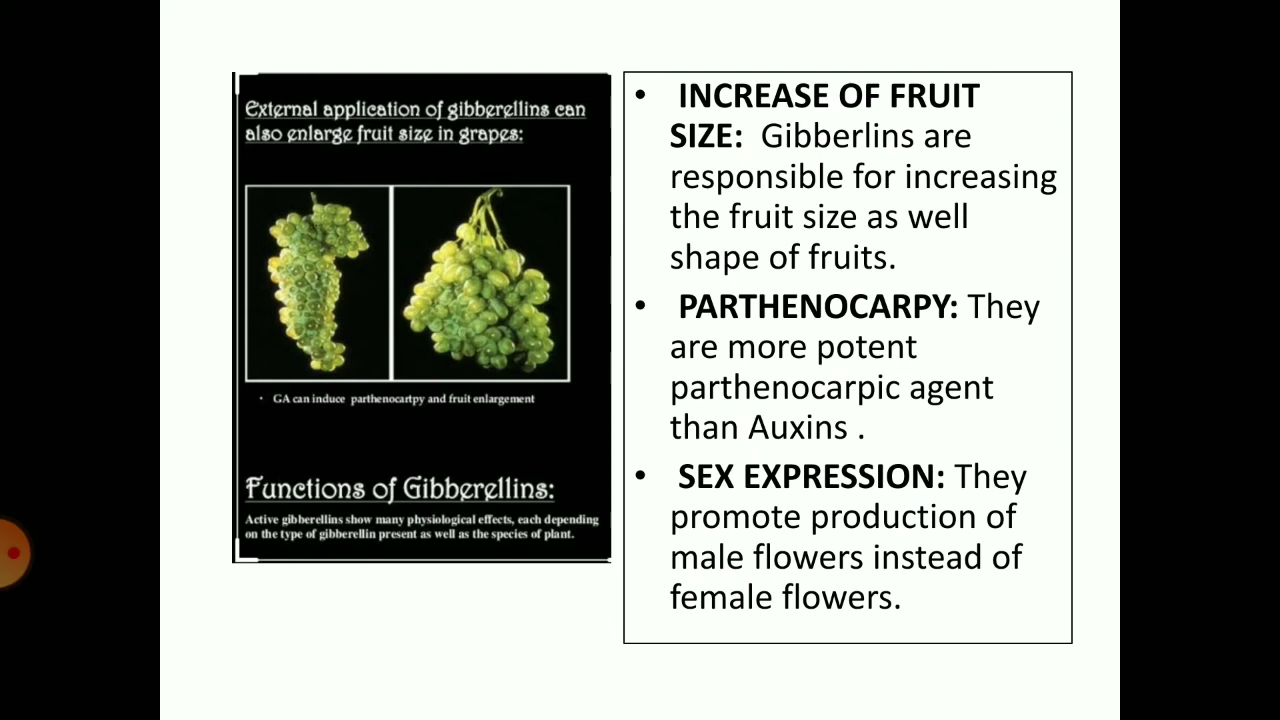 External application of gibberellins can
also enlarge fruit size in grapes:
• GA can induce parthenocartpy and fruit enlargement
Functions of Gibberellins:
Active gibberellins show many physiological effects, each depending
on the type of gibberellin present as well as the species of plant.
• INCREASE OF FRUIT
SIZE: Gibberlins are
responsible for increasing
the fruit size as well
shape of fruits.
• PARTHENOCARPY: They
are more potent
parthenocarpic agent
than Auxins .
• SEX EXPRESSION: They
promote production of
male flowers instead of
female flowers.